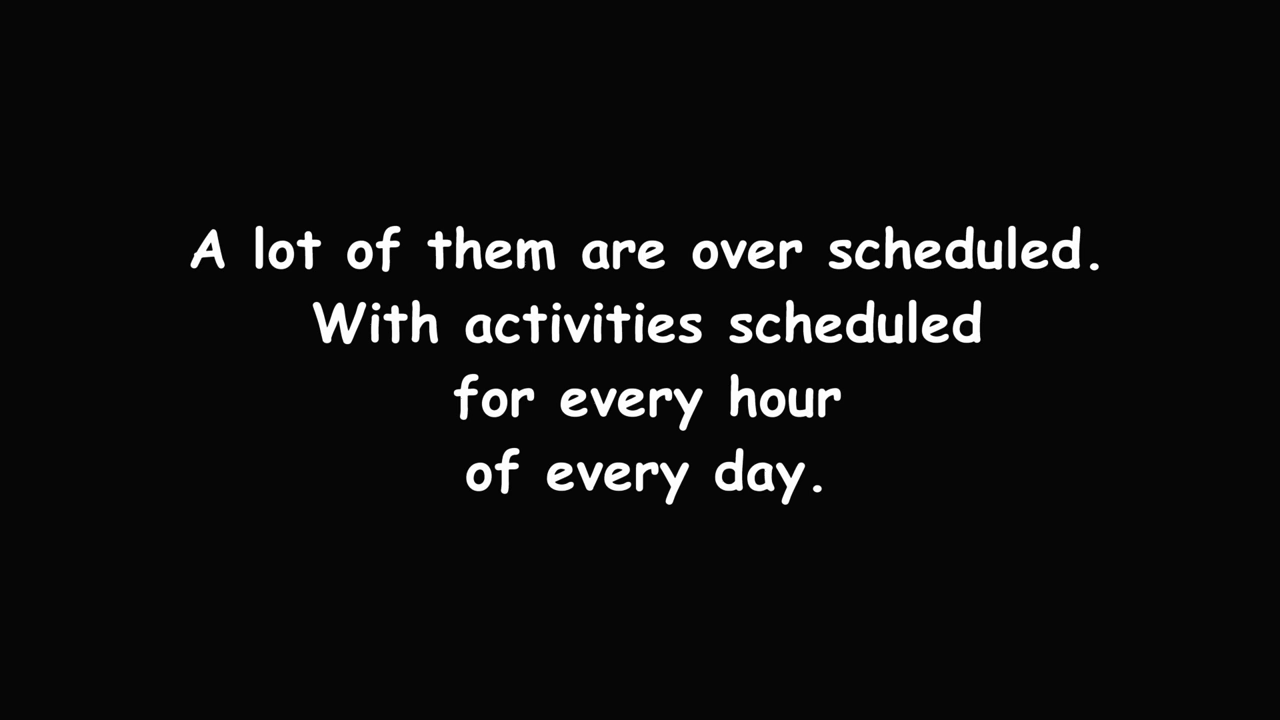 A lot of them are over scheduled.
With activities scheduled
for every hour
of every day.